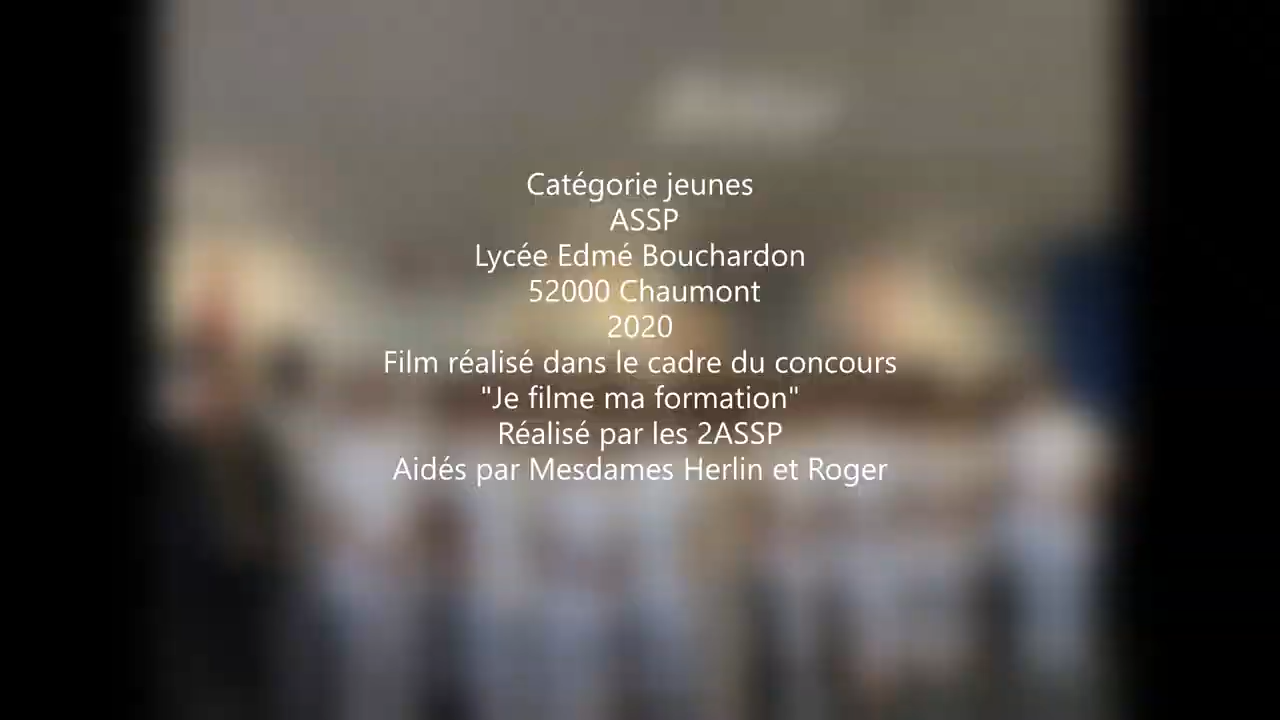 Catégorie jeunes
ASSP
Lycée Edmé Bouchardon
52000 Chaumont
2020
Film réalisé dans le cadre du concours
"Je filme ma formation"
Réalisé par les 2ASSP
Aidés par Mesdames Herlin et Roger